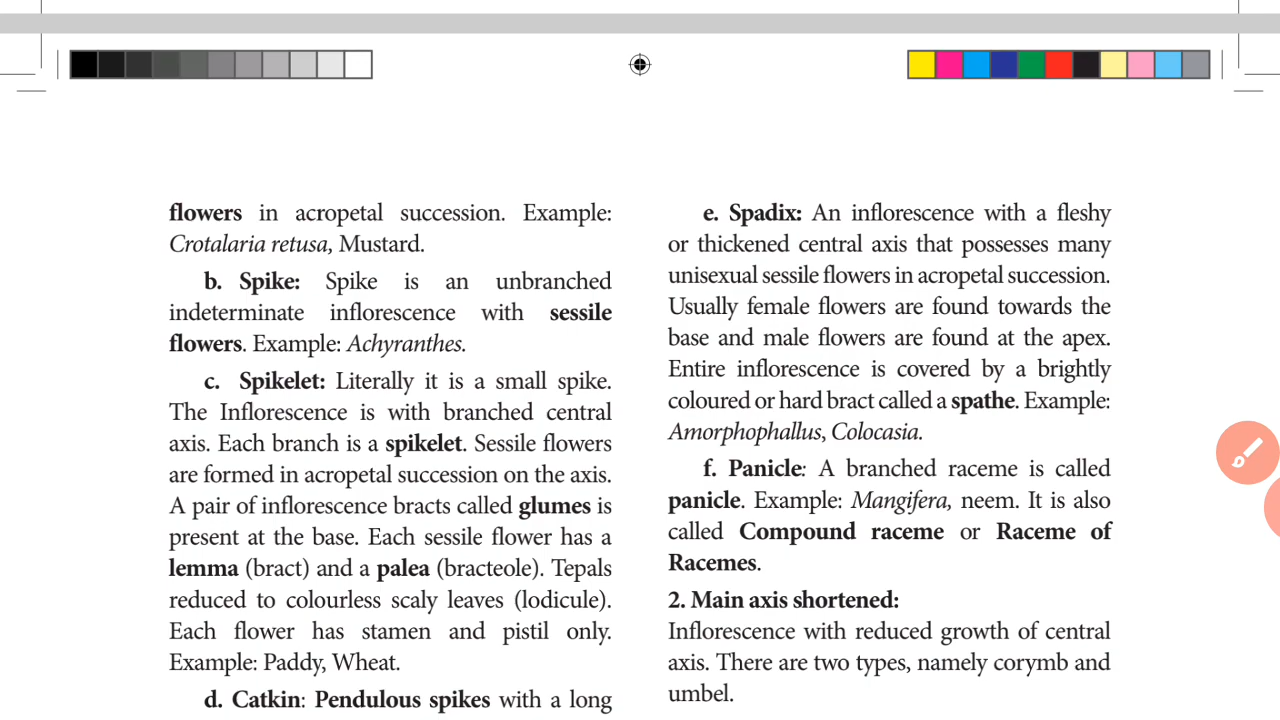 flowers in acropetal succession. Example:
Crotalaria retusa, Mustard.
b. Spike: Spike is an unbranched
indeterminate inflorescence with sessile
flowers. Example: Achyranthes.
c. Spikelet: Literally it is a small spike.
The Inflorescence is with branched central
axis. Each branch is a spikelet. Sessile flowers
are formed in acropetal succession on the axis.
A pair of inflorescence bracts called glumes is
present at the base. Each sessile flower has a
lemma (bract) and a palea (bracteole). Tepals
reduced to colourless scaly leaves (lodicule).
Each flower has stamen and pistil only.
Example: Paddy, Wheat.
d. Catkin: Pendulous spikes with a long
e. Spadix: An inflorescence with a fleshy
or thickened central axis that possesses many
unisexual sessile flowers in acropetal succession.
Usually female flowers are found towards the
base and male flowers are found at the apex.
Entire inflorescence is covered by a brightly
coloured or hard bract called a spathe. Example:
Amorphophallus, Colocasia.
f. Panicle: A branched raceme is called
panicle. Example: Mangifera, neem. It is also
called Compound raceme or Raceme of
Racemes.
2. Main axis shortened:
Inflorescence with reduced growth of central
axis. There are two types, namely corymb and
umbel.